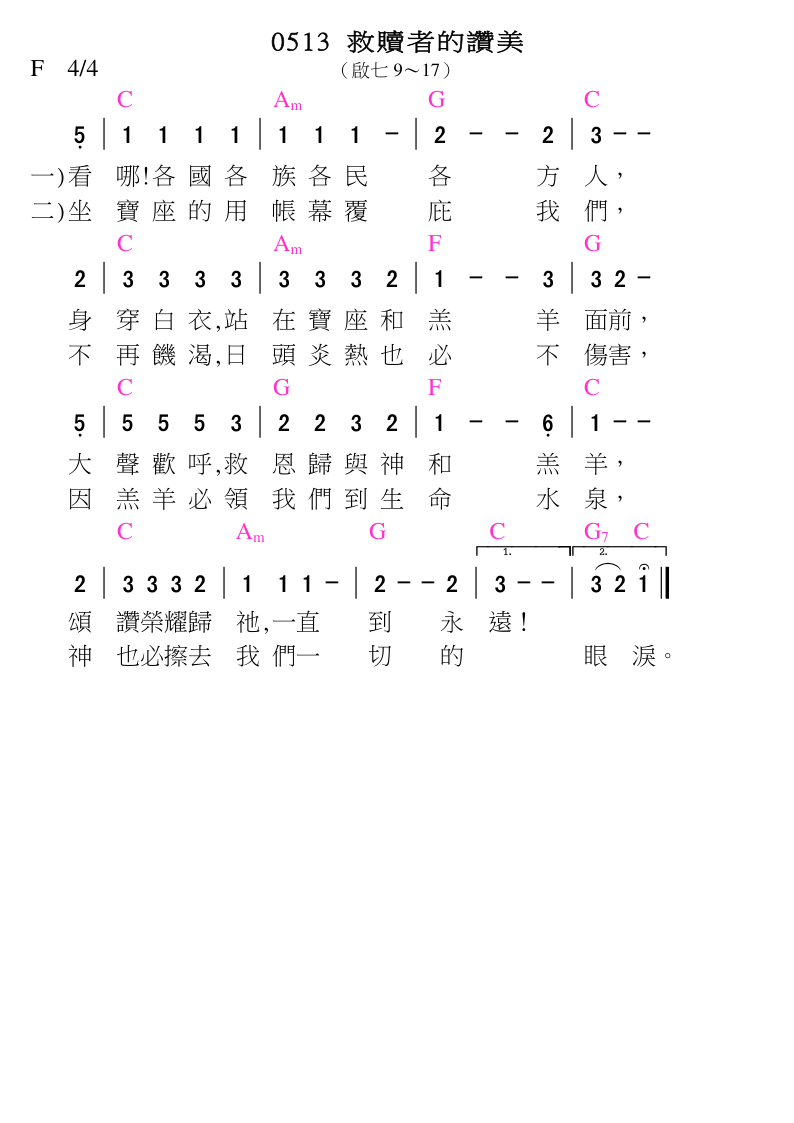 0513 救贖者的讚美
F 4/4 （啟七 9～17）
C Am G C
5 | 1 1 1 1 | 1 1 1 － | 2 － － 2 | 3 － －
一)看 哪!各 國 各 族 各 民 各 方 人，
二)坐 寶 座 的 用 帳 幕 覆 庇 我 們，
C Am F G
2 | 3 3 3 3 | 3 3 3 2 | 1 － － 3 | 3 2 －
身 穿 白 衣,站 在 寶 座 和 羔 羊 面前，
不 再 饑 渴,日 頭 炎 熱 也 必 不 傷害，
C G F C
5 | 5 5 5 3 | 2 2 3 2 | 1 － － 6 | 1 － －
大 聲 歡 呼,救 恩 歸 與 神 和 羔 羊，
因 羔 羊 必 領 我 們 到 生 命 水 泉，
C Am G C G7 C
1. 2.
2 | 3 3 3 2 | 1 1 1 － | 2 － － 2 | 3 － － | 3 2 1 ‖
頌 讚榮耀歸 祂,一直 到 永 遠！
神 也必擦去 我 們一 切 的 眼 淚。